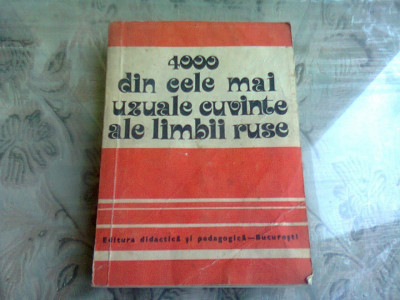 4000
din cele mai
uzuale cuvinte
ale limbii ruse
Editura didactică și pedagogică—București